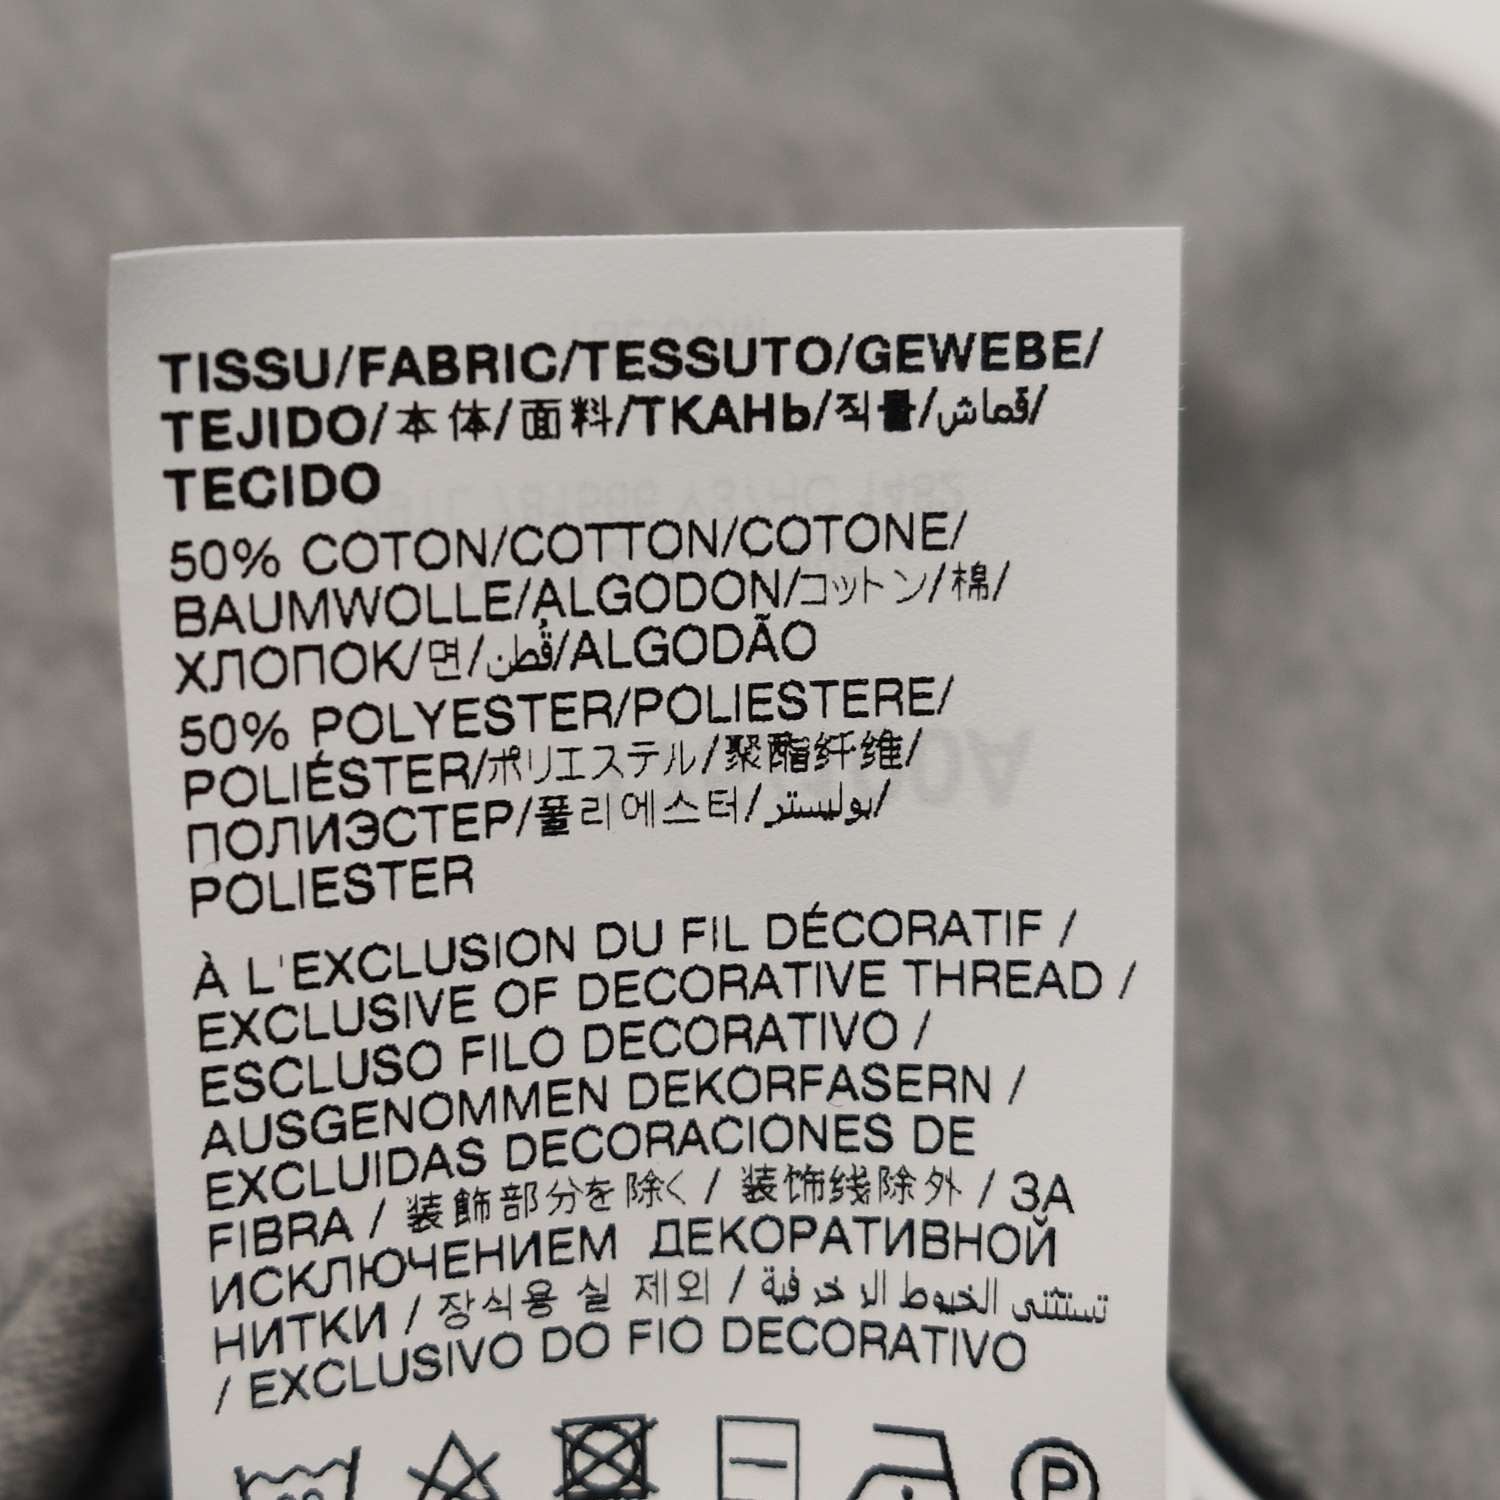 TISSU/FABRIC/TESSUTO/GEWEBE/
TEJIDO/本体/面料/ТКАНЬ/직물/قماش/
TECIDO
50% COTON/COTTON/COTONE/
BAUMWOLLE/ALGODON/コットン/棉/
ХЛОПОК/면/قُطن/ALGODÃO
50% POLYESTER/POLIESTERE/
POLIÉSTER/ポリエステル/聚酯纤维/
ПОЛИЭСТЕР/폴리에스터/بوليستر/
POLIESTER
À L'EXCLUSION DU FIL DÉCORATIF /
EXCLUSIVE OF DECORATIVE THREAD /
ESCLUSO FILO DECORATIVO /
AUSGENOMMEN DEKORFASERN /
EXCLUIDAS DECORACIONES DE
FIBRA / 装飾部分を除く / 装饰线除外 / ЗА
ИСКЛЮЧЕНИЕМ ДЕКОРАТИВНОЙ
НИТКИ / 장식용 실 제외 / تستثنى الخيوط الزخرفية
/ EXCLUSIVO DO FIO DECORATIVO
P